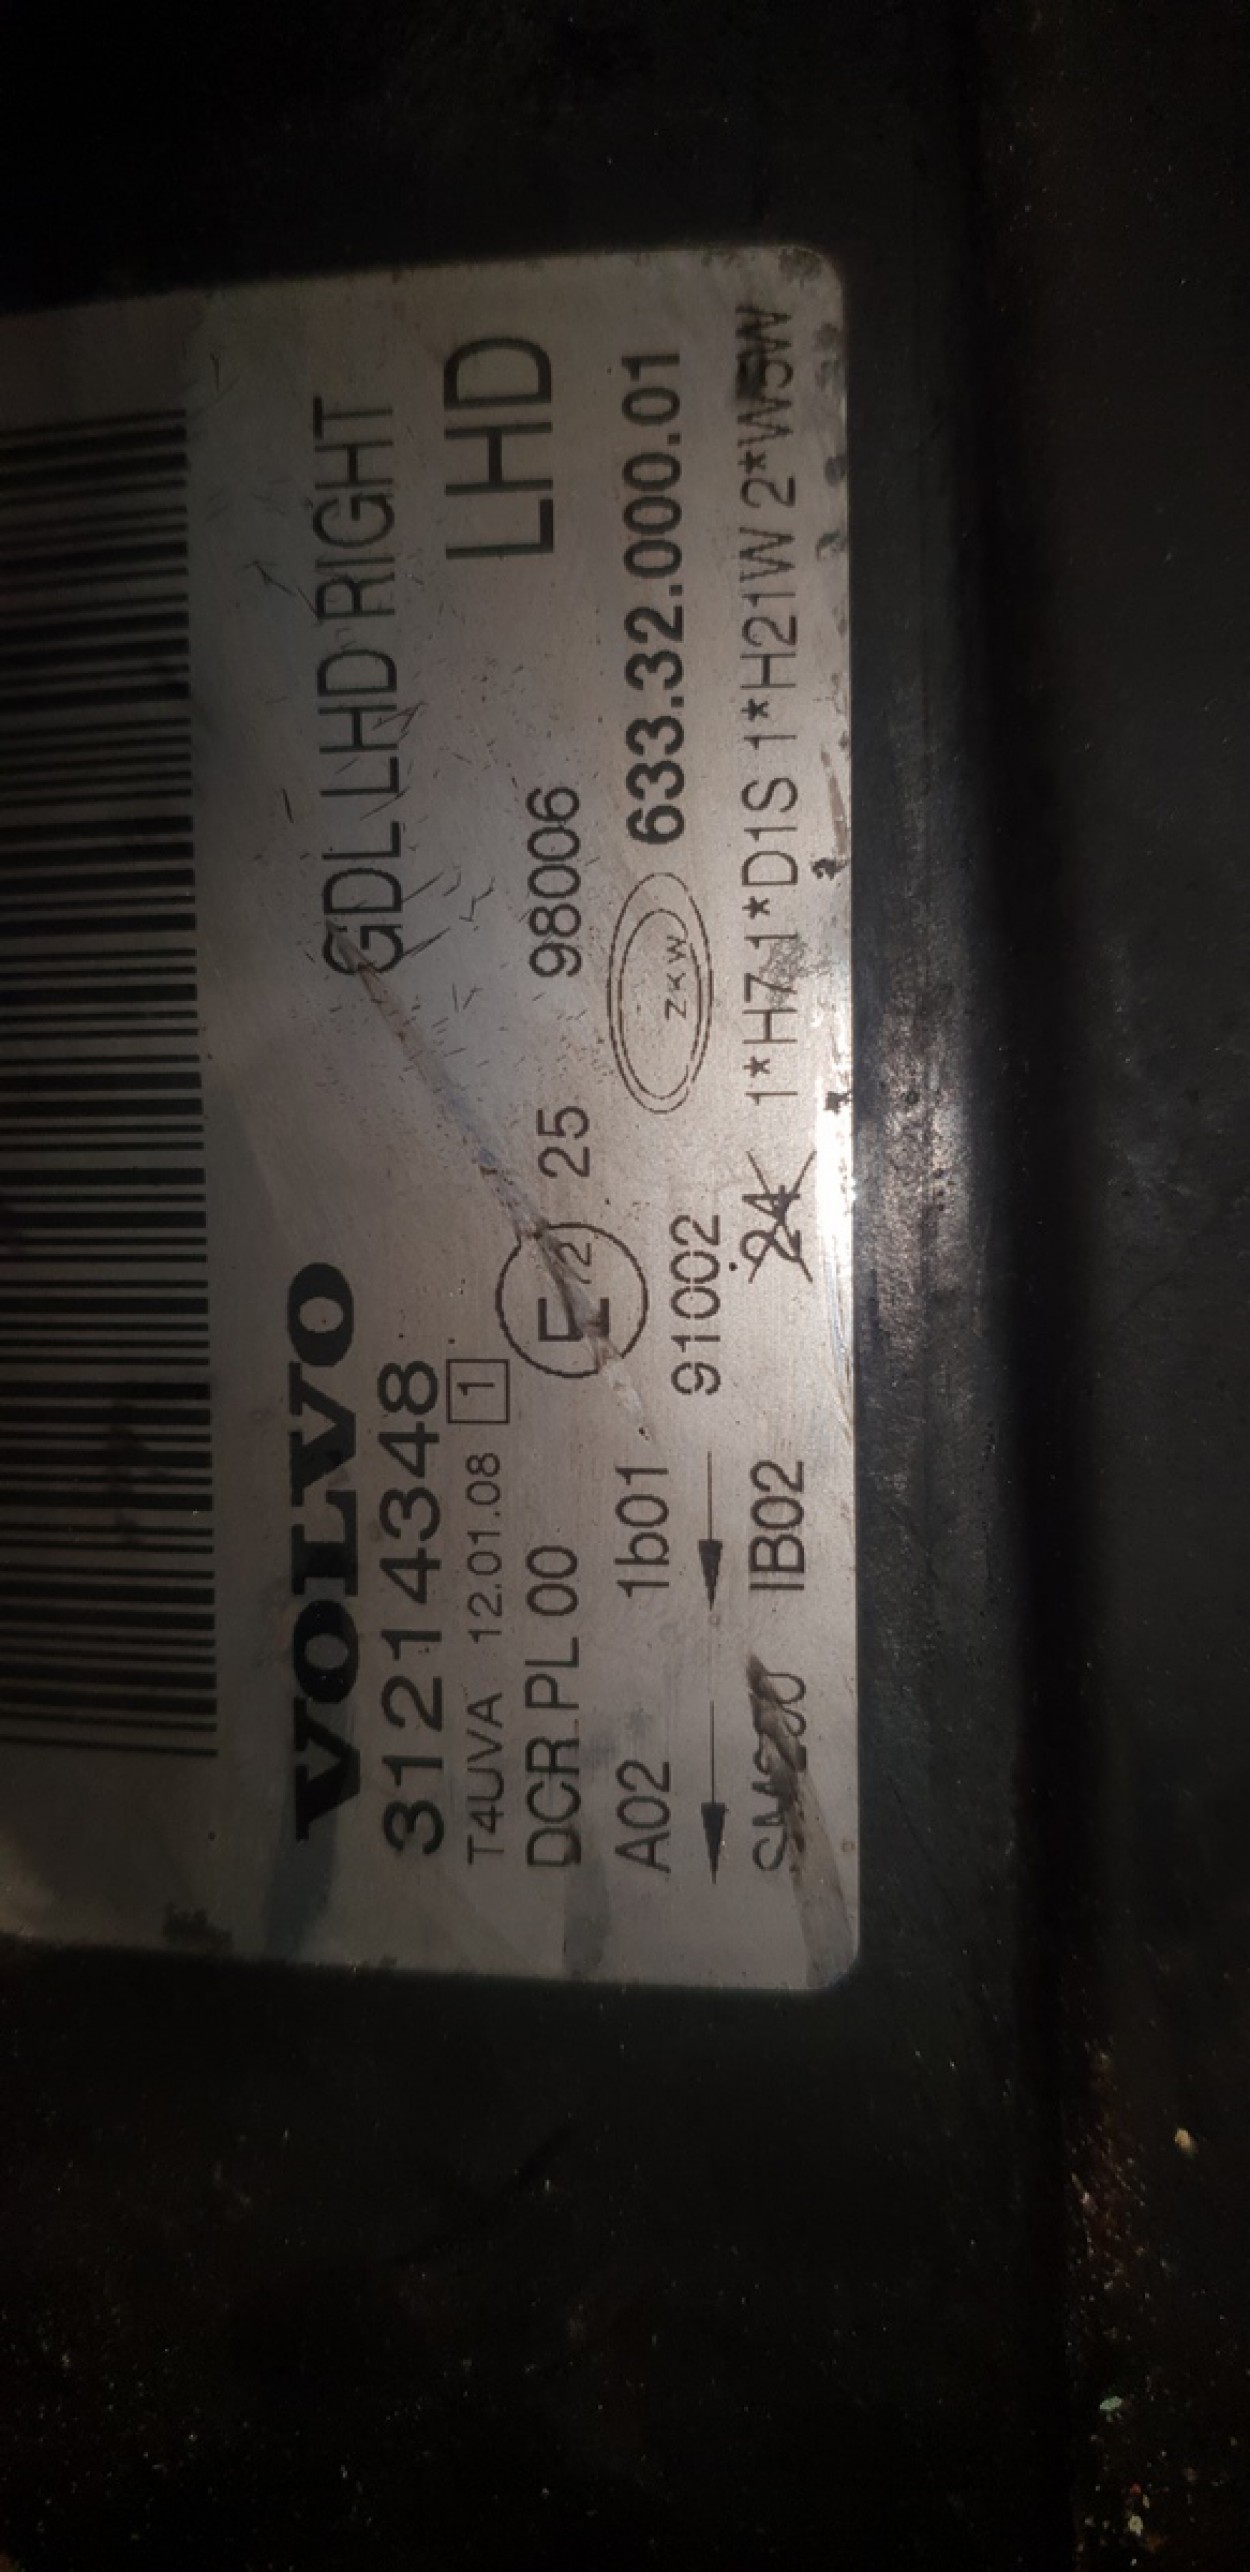 VOLVO GDL LHD RIGHT
31214348
T4UVA 12.01.08 1 LHD
DCR PL 00 E 25 98006
A02 1b01 ZKW 633.32.000.01
91002
IB02 24 1*H7 1*D1S 1*H21W 2*W5W